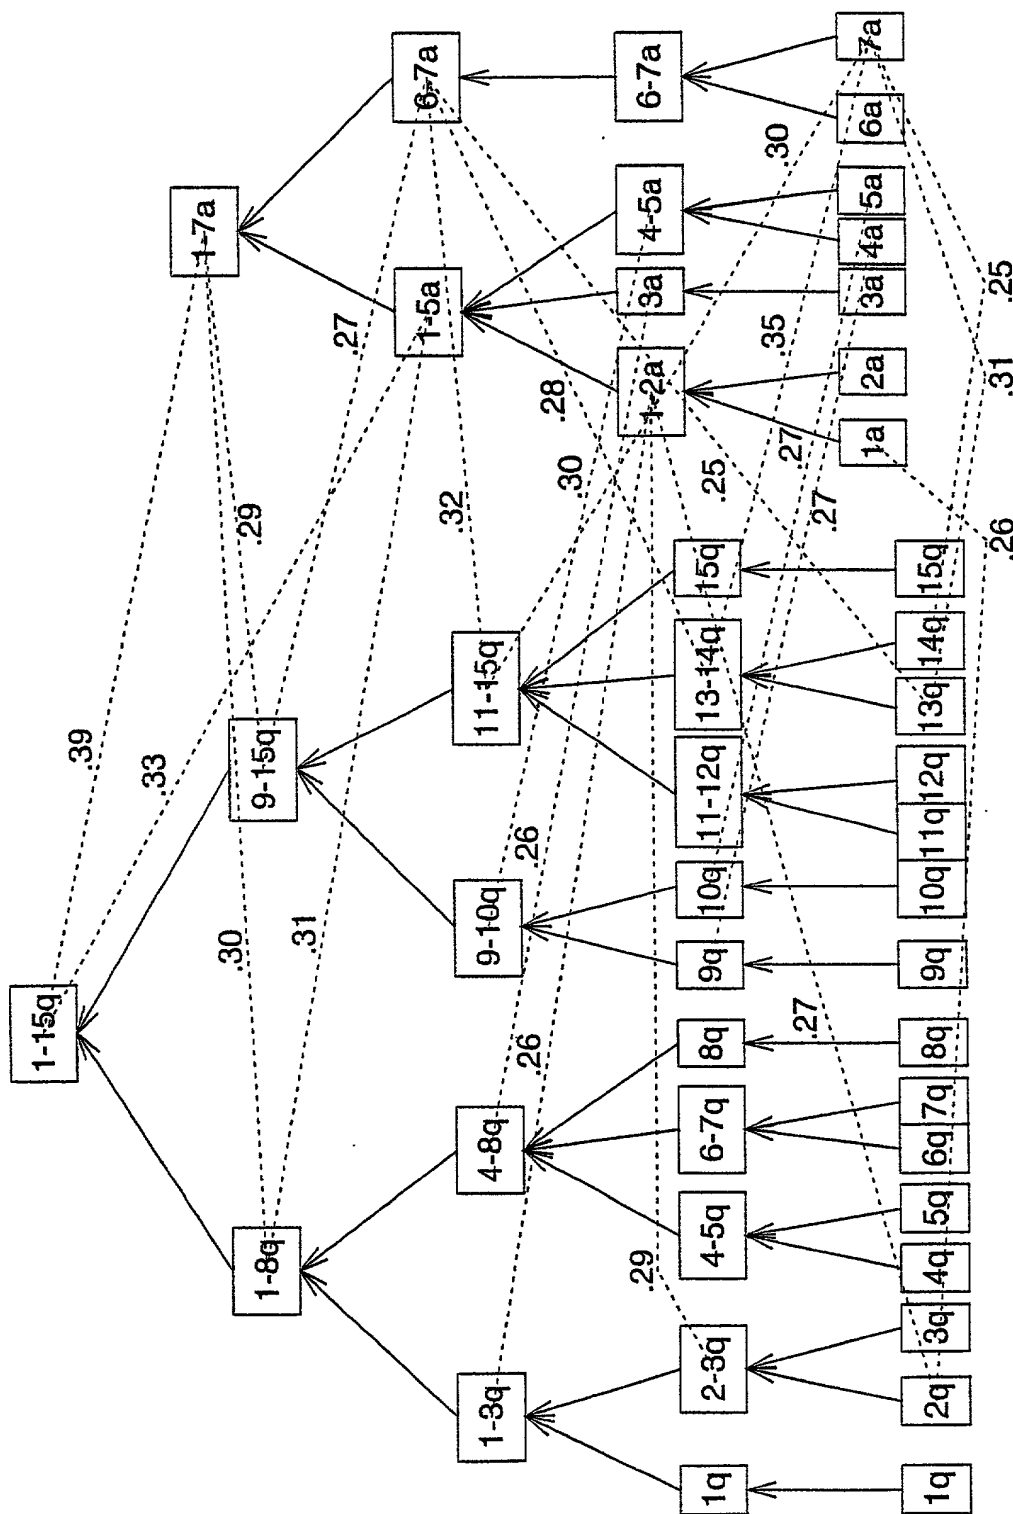 1-15q
.39
.33
1-7a
.30
.29
1-8q
9-15q
.31
.27
1-5a
6-7a
.32
1-3q
4-8q
9-10q
11-15q
.26
.26
.28
.30
.29
1-2a
3a
4-5a
6-7a
1q
2-3q
4-5q
6-7q
8q
9q
10q
11-12q
13-14q
15q
.25
.35
.30
.27
.27
.27
1a
2a
3a
4a
5a
6a
7a
1q
2q
3q
4q
5q
6q
7q
8q
9q
10q
11q
12q
13q
14q
15q
.26
.31
.25